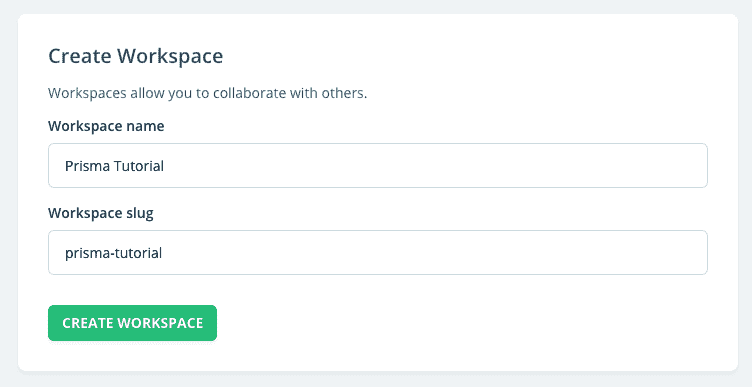 Create Workspace
Workspaces allow you to collaborate with others.
Workspace name
Prisma Tutorial
Workspace slug
prisma-tutorial
CREATE WORKSPACE